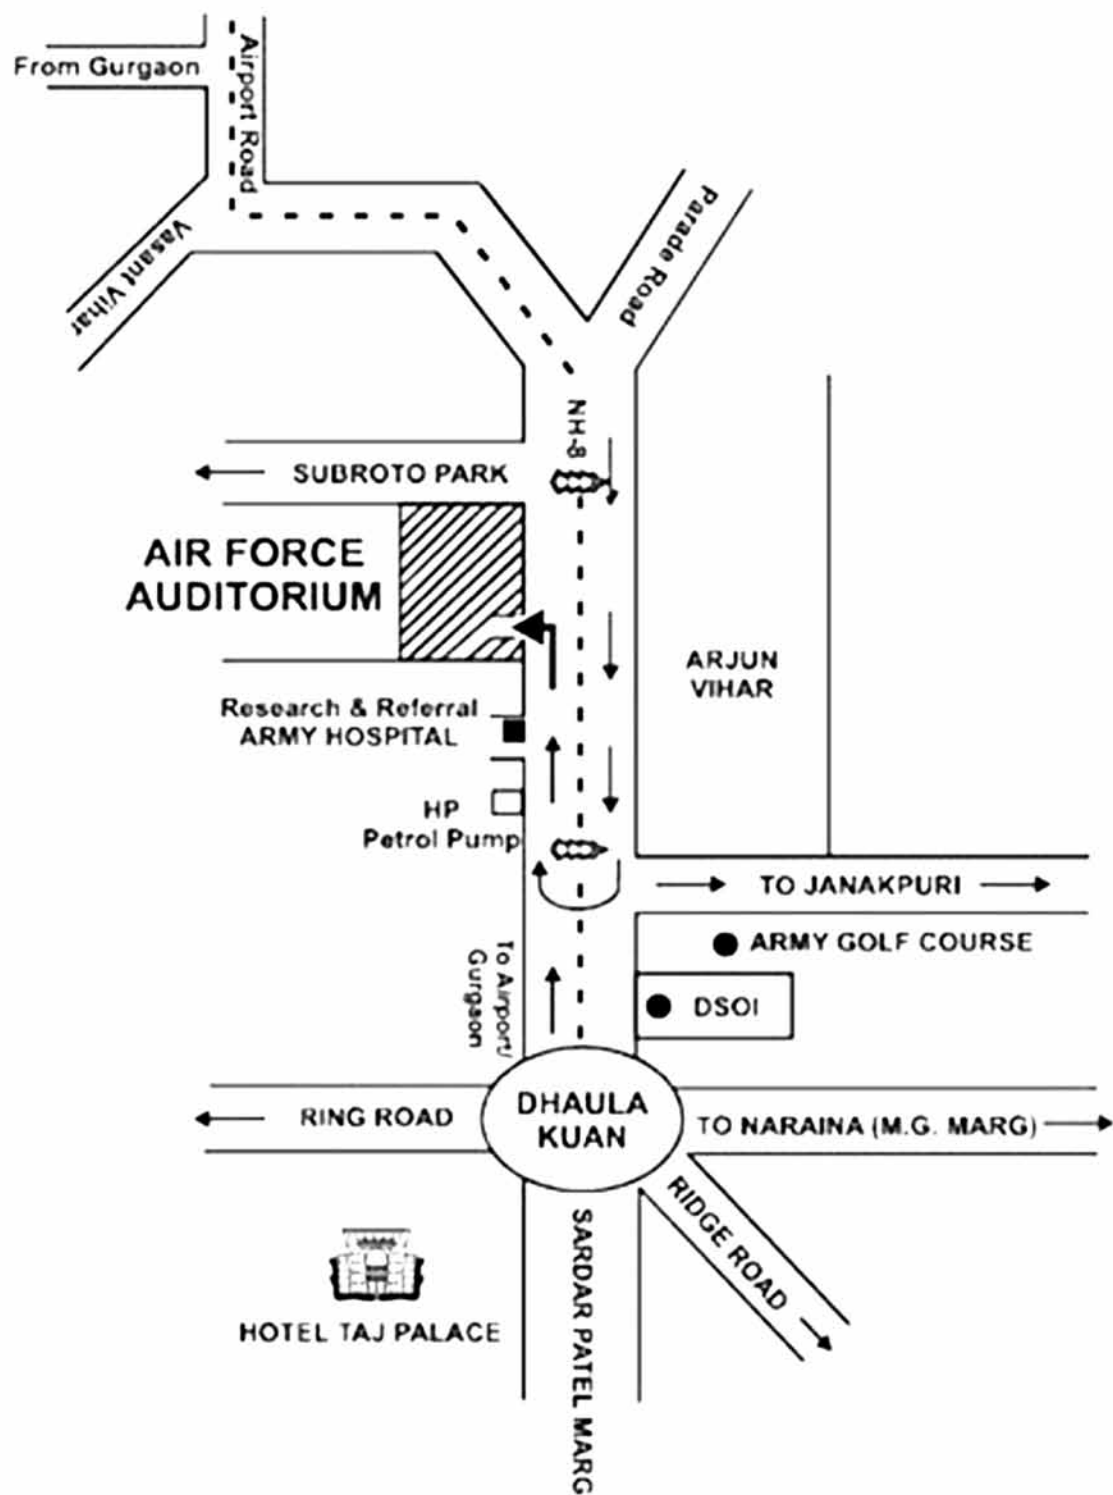 From Gurgaon
Airport Road
Vasant Vihar
Parade Road
NH-8
SUBROTO PARK
AIR FORCE
AUDITORIUM
ARJUN
VIHAR
Research & Referral
ARMY HOSPITAL
HP
Petrol Pump
TO JANAKPURI
ARMY GOLF COURSE
To Airport/
Gurgaon
DSOI
RING ROAD
DHAULA
KUAN
TO NARAINA (M.G. MARG)
RIDGE ROAD
SARDAR PATEL MARG
HOTEL TAJ PALACE